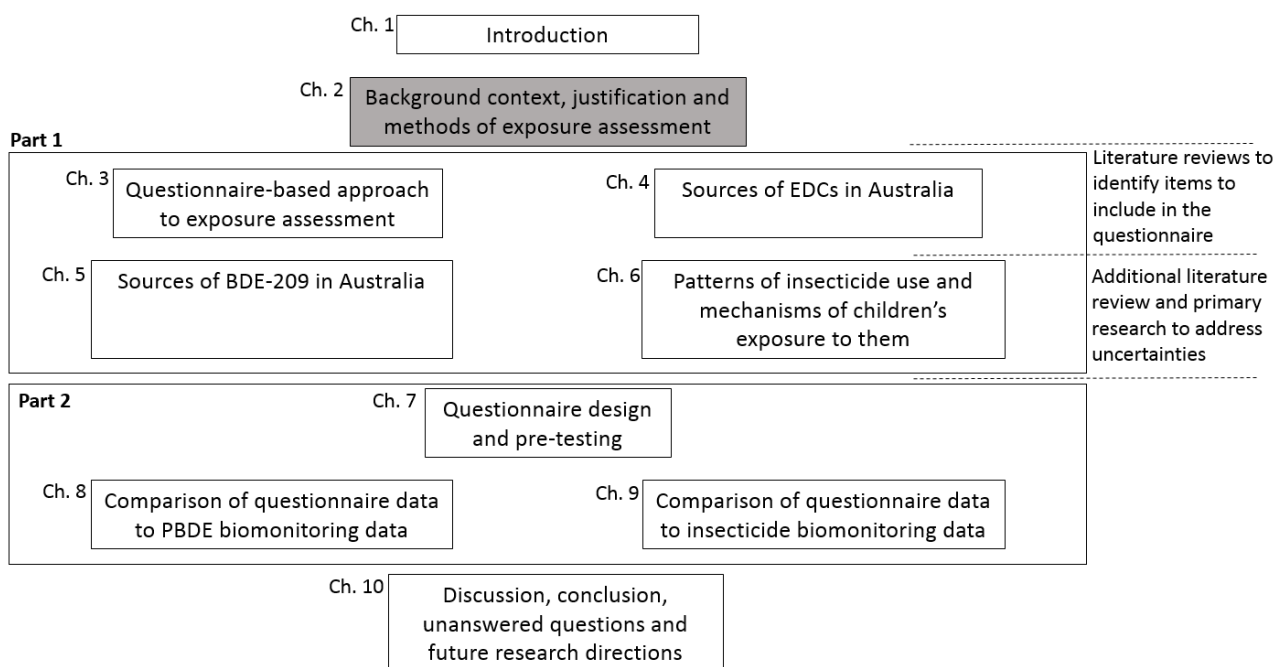 Ch. 1
Introduction
Ch. 2
Background context, justification and
methods of exposure assessment
Part 1
Ch. 3
Questionnaire-based approach
to exposure assessment
Ch. 4
Sources of EDCs in Australia
Literature reviews to
identify items to
include in the
questionnaire
Ch. 5
Sources of BDE-209 in Australia
Ch. 6
Patterns of insecticide use and
mechanisms of children’s
exposure to them
Additional literature
review and primary
research to address
uncertainties
Part 2
Ch. 7
Questionnaire design
and pre-testing
Ch. 8
Comparison of questionnaire data
to PBDE biomonitoring data
Ch. 9
Comparison of questionnaire data
to insecticide biomonitoring data
Ch. 10
Discussion, conclusion,
unanswered questions and
future research directions